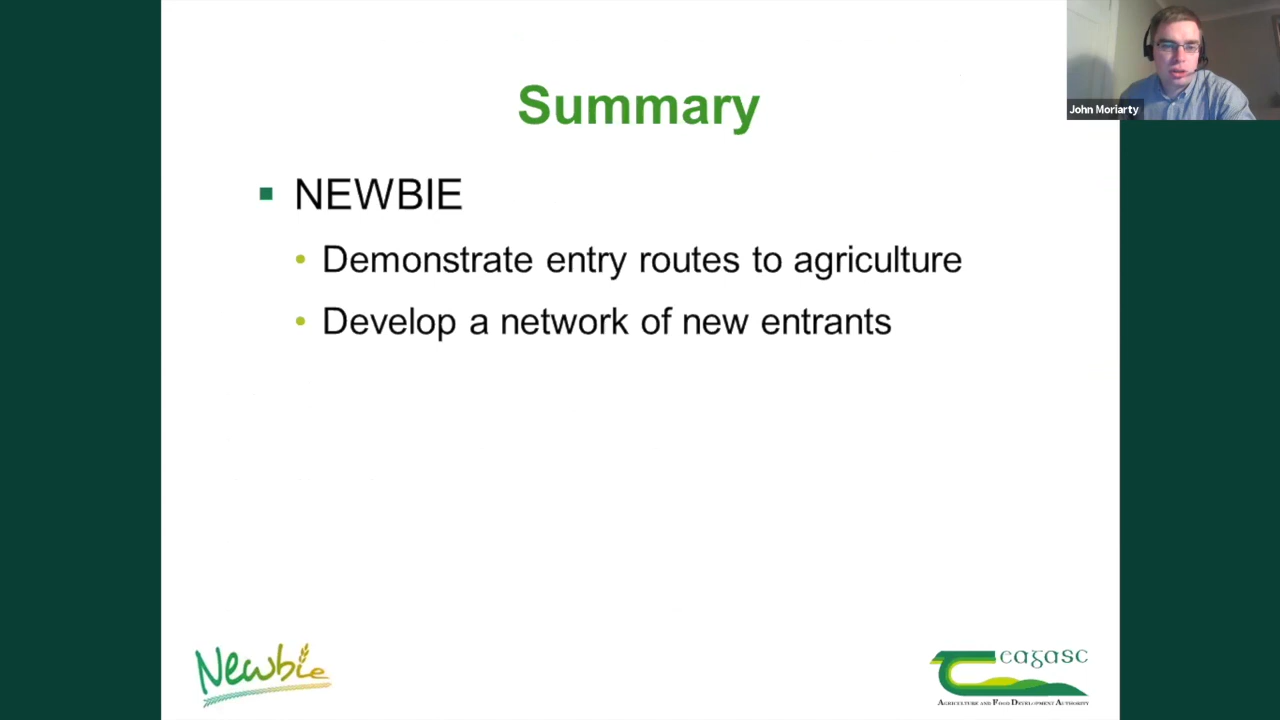 Summary
John Moriarty
NEWBIE
Demonstrate entry routes to agriculture
Develop a network of new entrants
Newbie
Teagasc
AGRICULTURE AND FOOD DEVELOPMENT AUTHORITY